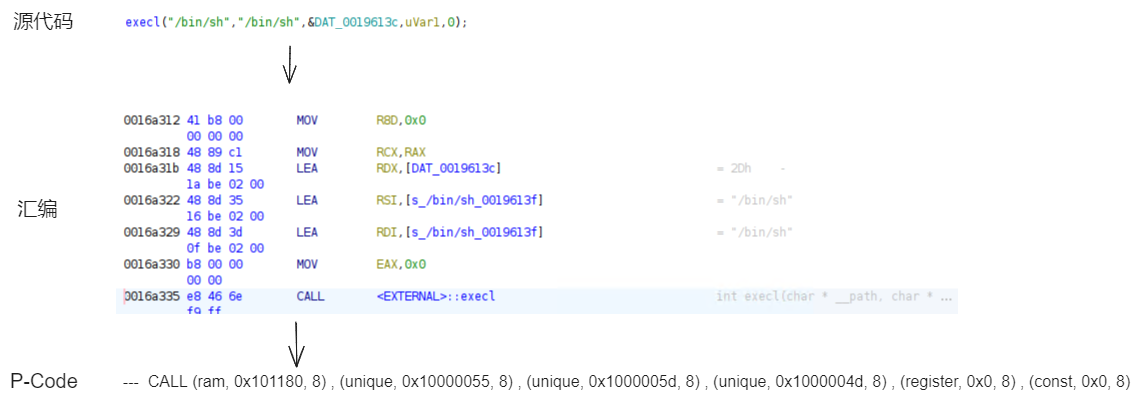 源代码
execl("/bin/sh","/bin/sh",&DAT_0019613c,uVar1,0);
0016a312 41 b8 00 MOV R8D,0x0
00 00 00
0016a318 48 89 c1 MOV RCX,RAX
0016a31b 48 8d 15 LEA RDX,[DAT_0019613c] = 2Dh -
1a be 02 00
0016a322 48 8d 35 LEA RSI,[s_/bin/sh_0019613f] = "/bin/sh"
16 be 02 00
汇编
0016a329 48 8d 3d LEA RDI,[s_/bin/sh_0019613f] = "/bin/sh"
0f be 02 00
0016a330 b8 00 00 MOV EAX,0x0
00 00
0016a335 e8 46 6e CALL <EXTERNAL>::execl int execl(char * __path, char * ...
f9 ff
P-Code
--- CALL (ram, 0x101180, 8) , (unique, 0x10000055, 8) , (unique, 0x1000005d, 8) , (unique, 0x1000004d, 8) , (register, 0x0, 8) , (const, 0x0, 8)